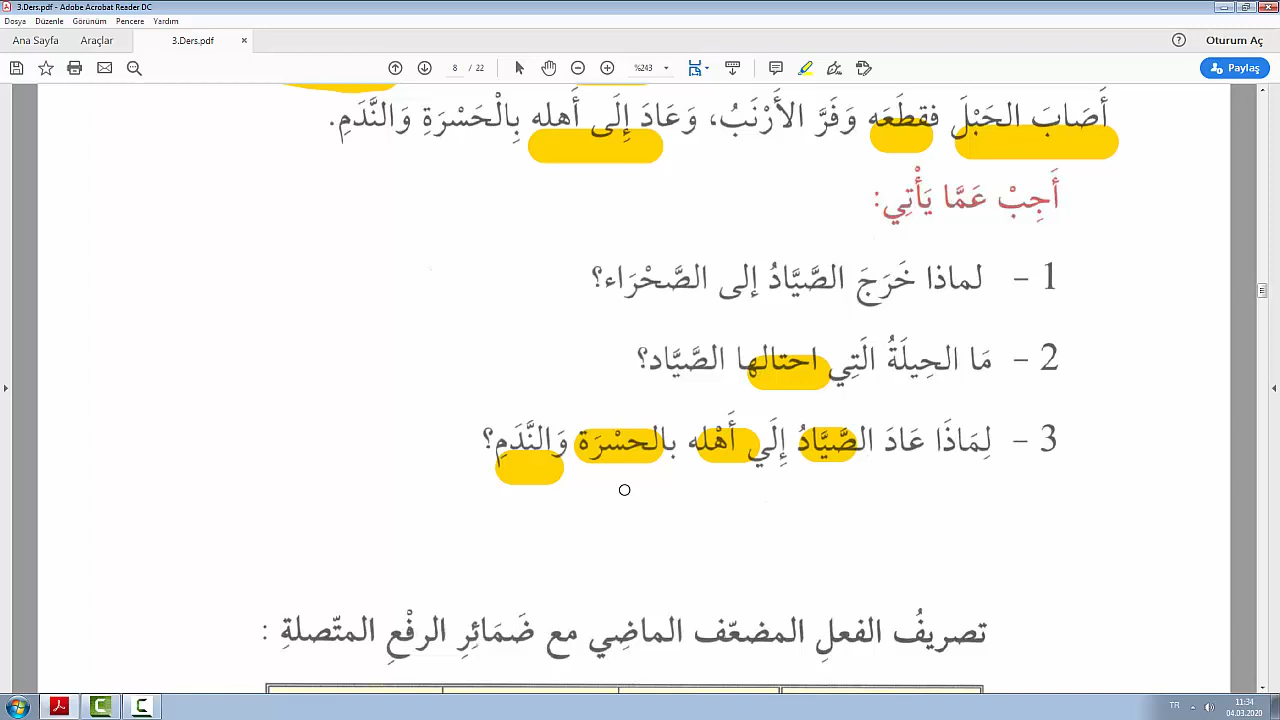 3.Ders.pdf - Adobe Acrobat Reader DC
Dosya Düzenle Görünüm Pencere Yardım
Ana Sayfa Araçlar 3.Ders.pdf × ? Oturum Aç
8 / 22 %243 Paylaş
أَصَابَ الحَبْلَ فقطَعَه وَفَرَّ الأَرْنَبُ، وَعَادَ إِلَى أَهله بِالْحَسْرَةِ وَالنَّدَمِ.
أَجِبْ عَمَّا يَأْتِي:
1 – لماذا خَرَجَ الصَّيَّادُ إلى الصَّحْرَاء؟
2 – مَا الحِيلَةُ الَتِي احتالها الصَّيَّاد؟
3 – لِمَاذَا عَادَ الصَّيَّادُ إِلَي أَهْله بالحسْرَة وَالنَّدَمِ؟
تصريفُ الفعلِ المضعّف الماضِي مع ضَمَائِرِ الرفْعِ المتّصلةِ :
TR 11:34
04.03.2020